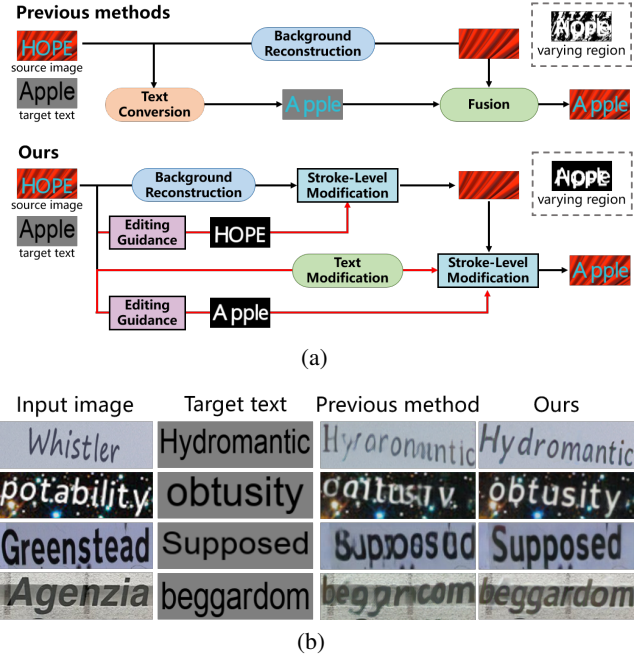 Previous methods
HOPE
source image
Apple
target text
Background
Reconstruction
Text
Conversion
Apple
Fusion
Apple
varying region
Ours
HOPE
source image
Apple
target text
Background
Reconstruction
Stroke-Level
Modification
Editing
Guidance
HOPE
Text
Modification
Stroke-Level
Modification
Editing
Guidance
Apple
Apple
varying region
(a)
Input image Target text Previous method Ours
Whistler Hydromantic Hydromantic
potability obtusity obtusity
Greenstead Supposed Supposed
Agenzia beggardom beggardom
(b)